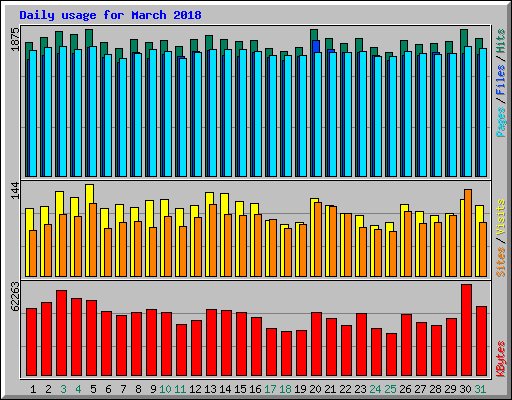 Daily usage for March 2018
1875
Pages / Files / Hits
144
Sites / Visits
62263
KBytes
1 2 3 4 5 6 7 8 9 10 11 12 13 14 15 16 17 18 19 20 21 22 23 24 25 26 27 28 29 30 31